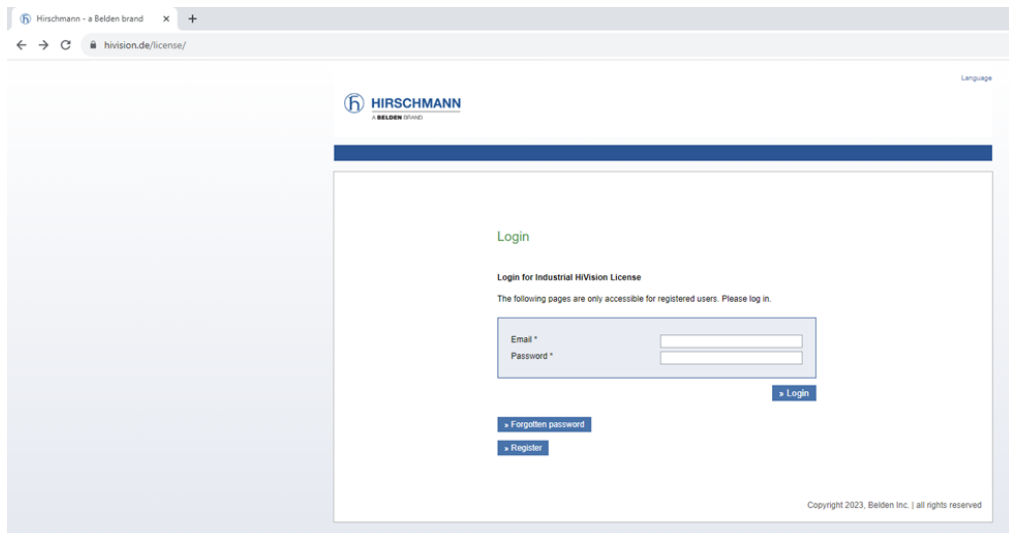 Hirschmann - a Belden brand
hivision.de/license/
Language
HIRSCHMANN
A BELDEN BRAND
Login
Login for Industrial HiVision License
The following pages are only accessible for registered users. Please log in.
Email *
Password *
» Login
» Forgotten password
» Register
Copyright 2023, Belden Inc. | all rights reserved